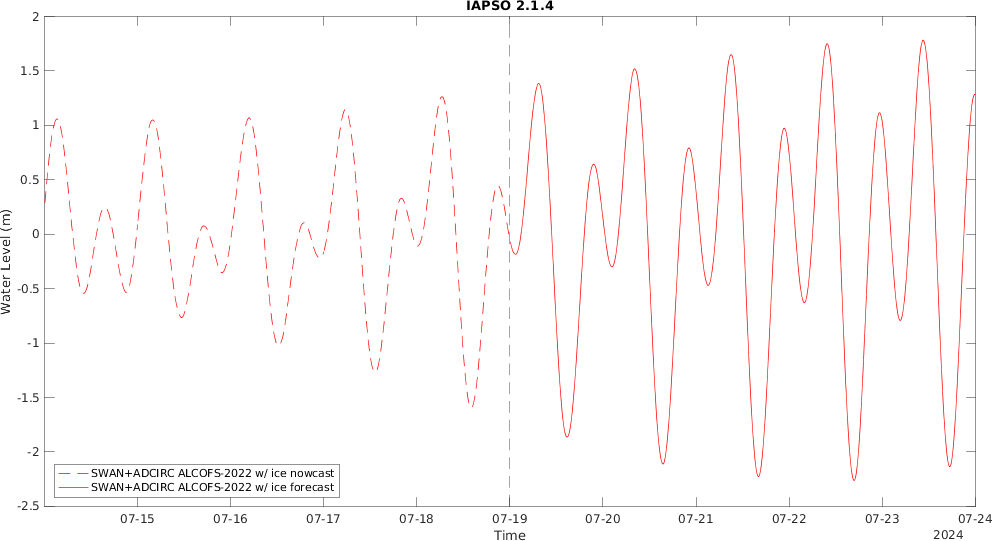 IAPSO 2.1.4
Water Level (m)
2
1.5
1
0.5
0
-0.5
-1
-1.5
-2
-2.5
SWAN+ADCIRC ALCOFS-2022 w/ ice nowcast
SWAN+ADCIRC ALCOFS-2022 w/ ice forecast
07-15 07-16 07-17 07-18 07-19 07-20 07-21 07-22 07-23 07-24
Time
2024